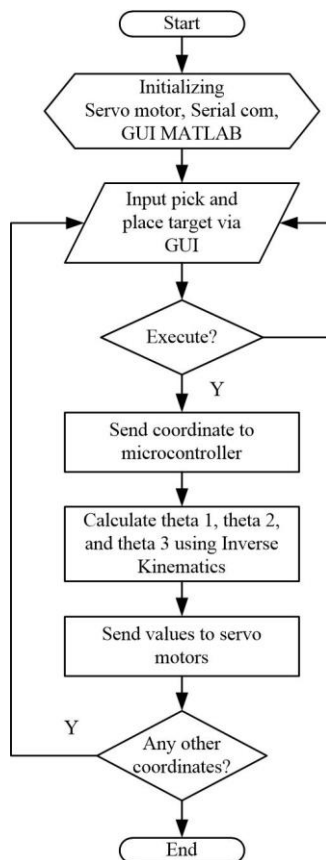 Start
Initializing
Servo motor, Serial com,
GUI MATLAB
Input pick and
place target via
GUI
Execute?
Y
Send coordinate to
microcontroller
Calculate theta 1, theta 2,
and theta 3 using Inverse
Kinematics
Send values to servo
motors
Y
Any other
coordinates?
End